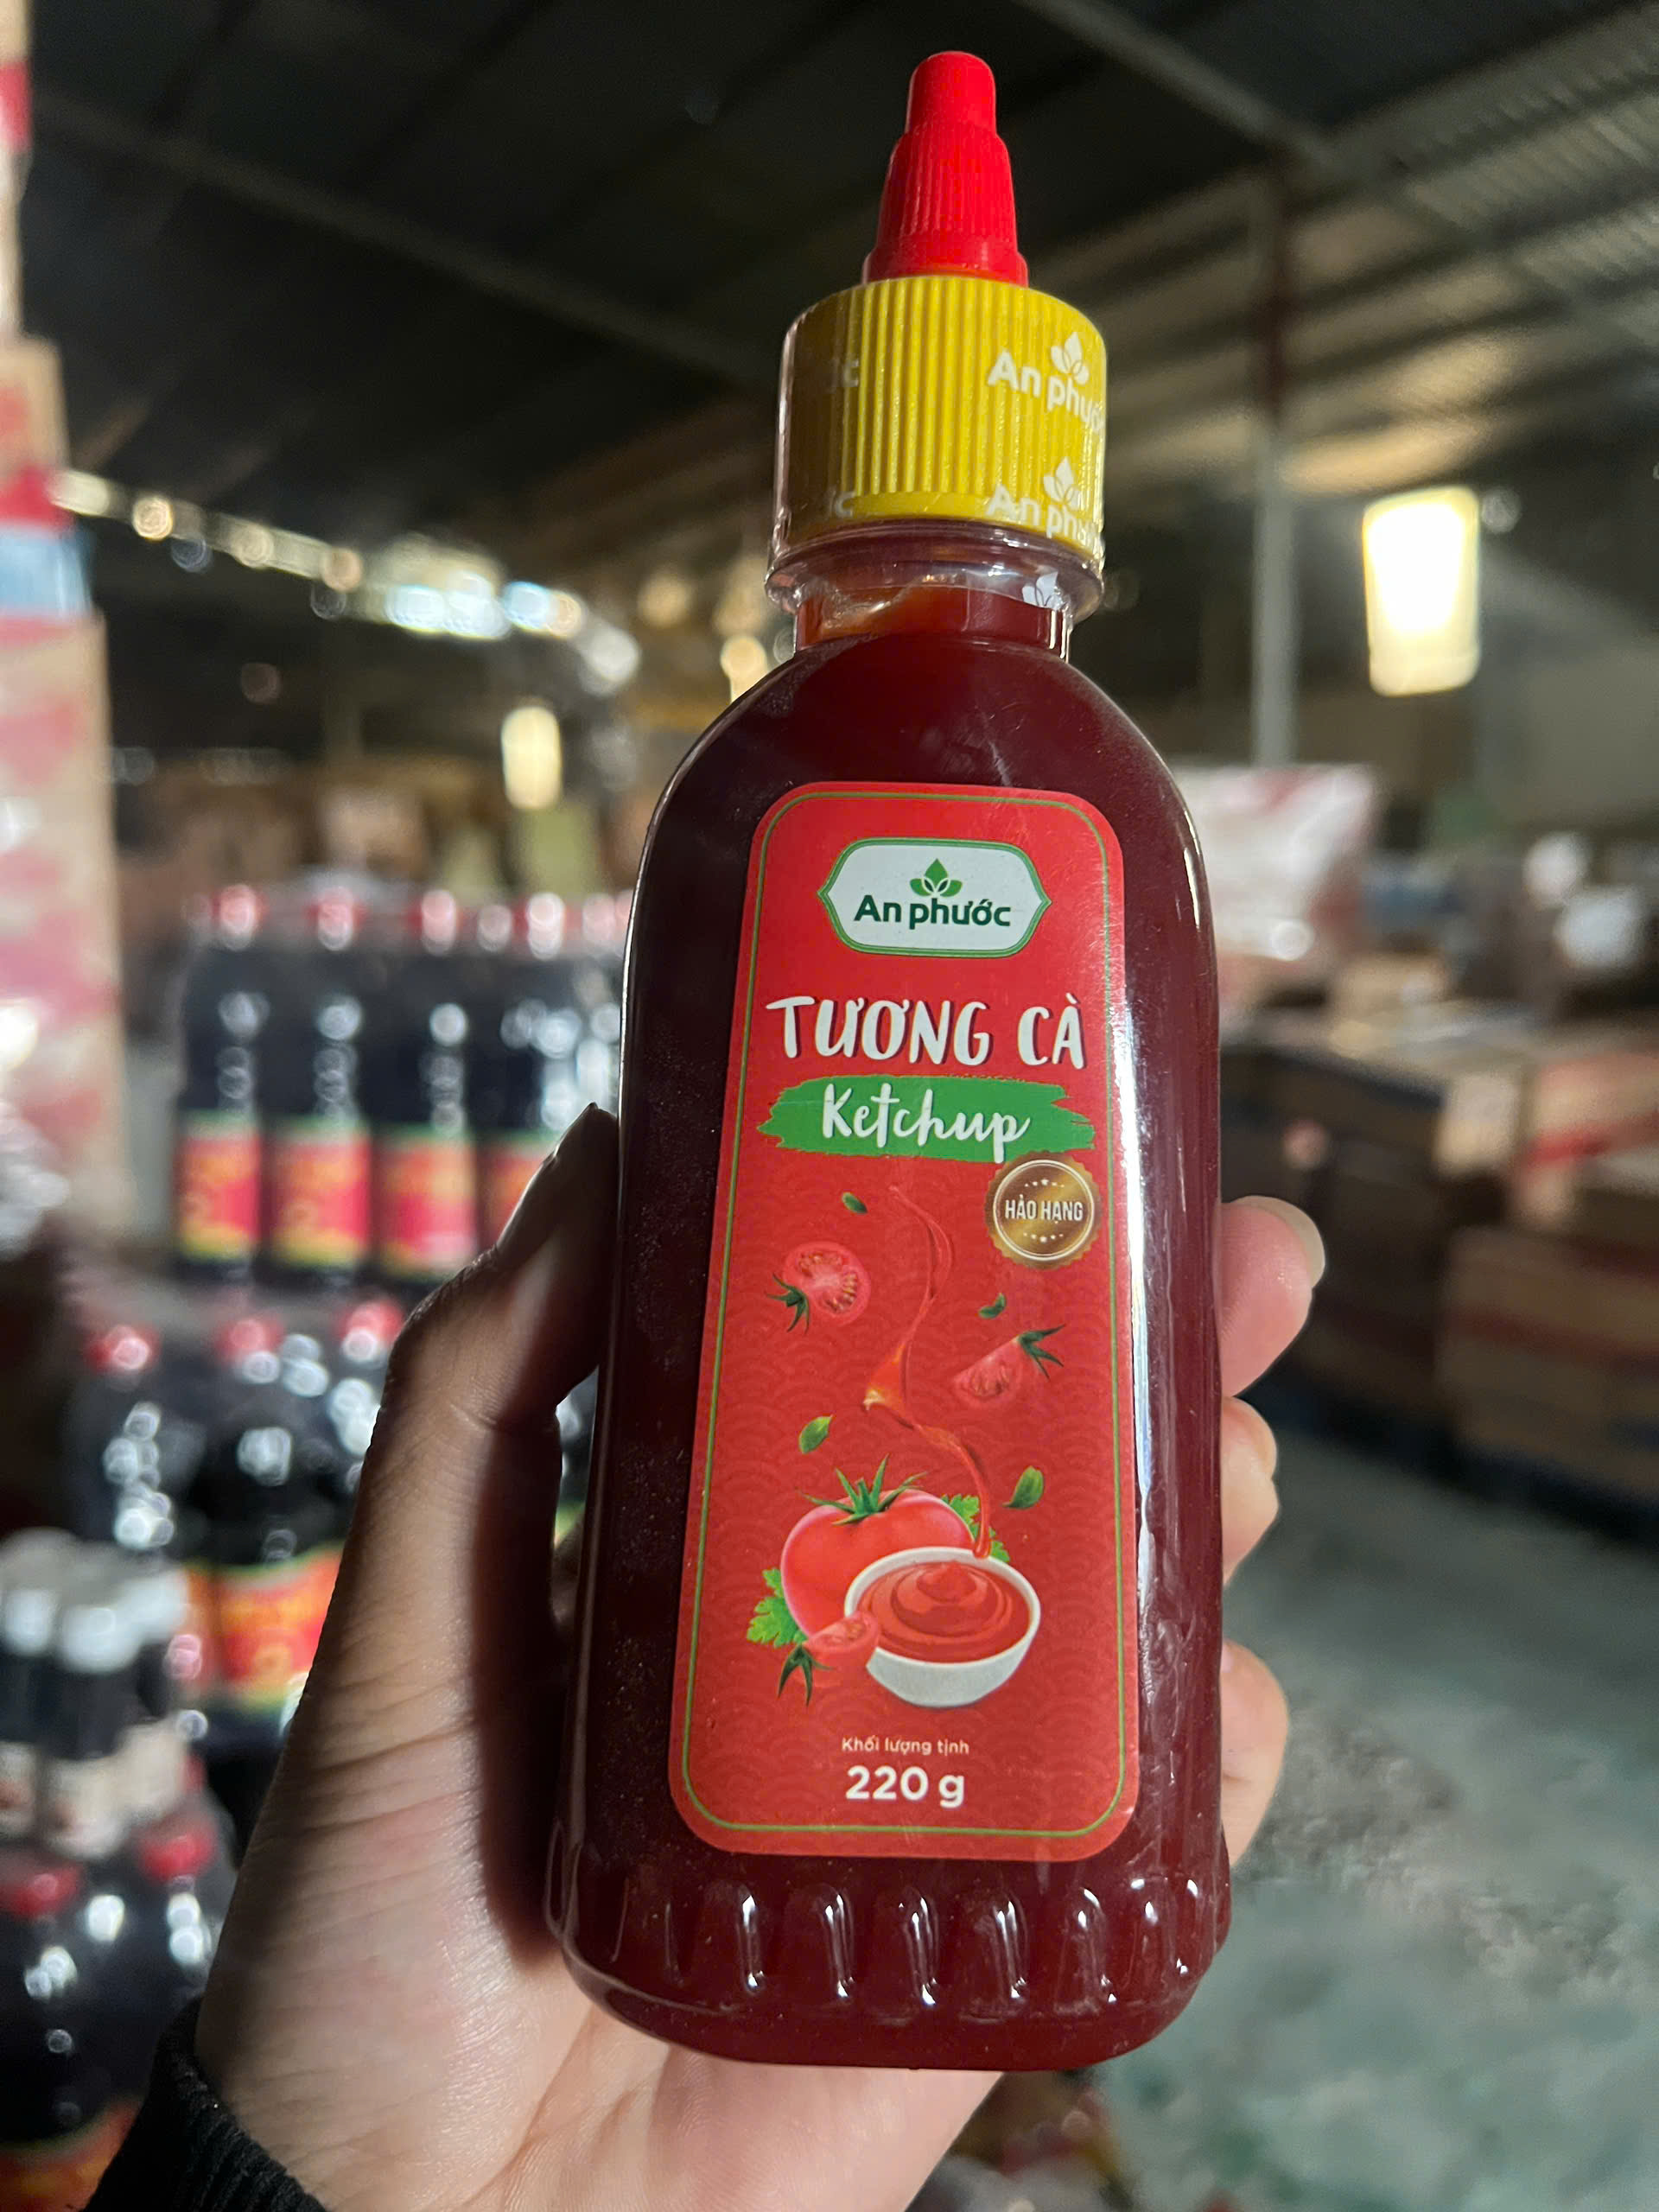 An phước
An phước
An phước
TƯƠNG CÀ
Ketchup
HẢO HẠNG
Khối lượng tịnh
220 g